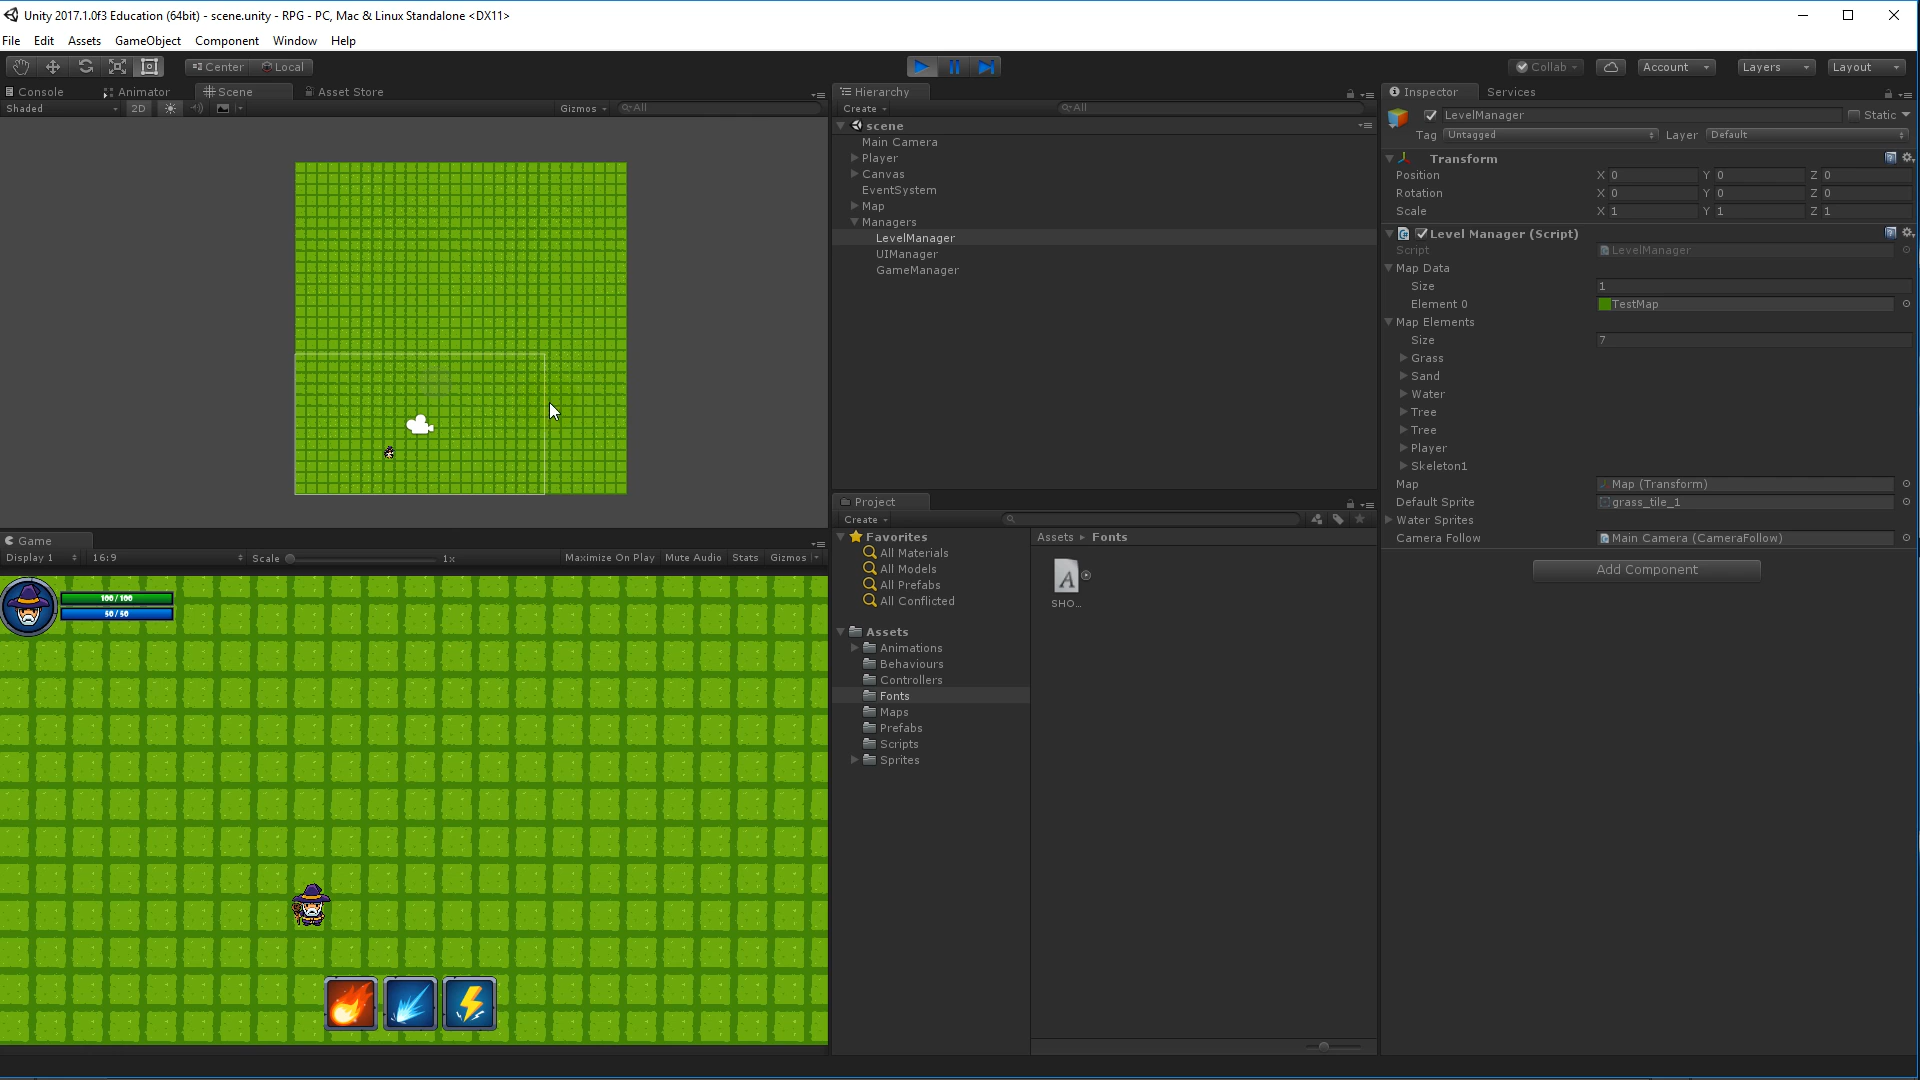 Unity 2017.1.0f3 Education (64bit) - scene.unity - RPG - PC, Mac & Linux Standalone <DX11>
File Edit Assets GameObject Component Window Help
Center Local
Collab Account Layers Layout
Console Animator Scene Asset Store
Shaded 2D Gizmos All
Hierarchy
Create All
scene
Main Camera
Player
Canvas
EventSystem
Map
Managers
LevelManager
UIManager
GameManager
Game
Display 1 16:9 Scale 1x Maximize On Play Mute Audio Stats Gizmos
100 / 100
50 / 50
Project
Create
Favorites
All Materials
All Models
All Prefabs
All Conflicted
Assets
Animations
Behaviours
Controllers
Fonts
Maps
Prefabs
Scripts
Sprites
Assets Fonts
A
SHO...
Inspector Services
LevelManager Static
Tag Untagged Layer Default
Transform
Position X 0 Y 0 Z 0
Rotation X 0 Y 0 Z 0
Scale X 1 Y 1 Z 1
Level Manager (Script)
Script LevelManager
Map Data
Size 1
Element 0 TestMap
Map Elements
Size 7
Grass
Sand
Water
Tree
Tree
Player
Skeleton1
Map Map (Transform)
Default Sprite grass_tile_1
Water Sprites
Camera Follow Main Camera (CameraFollow)
Add Component